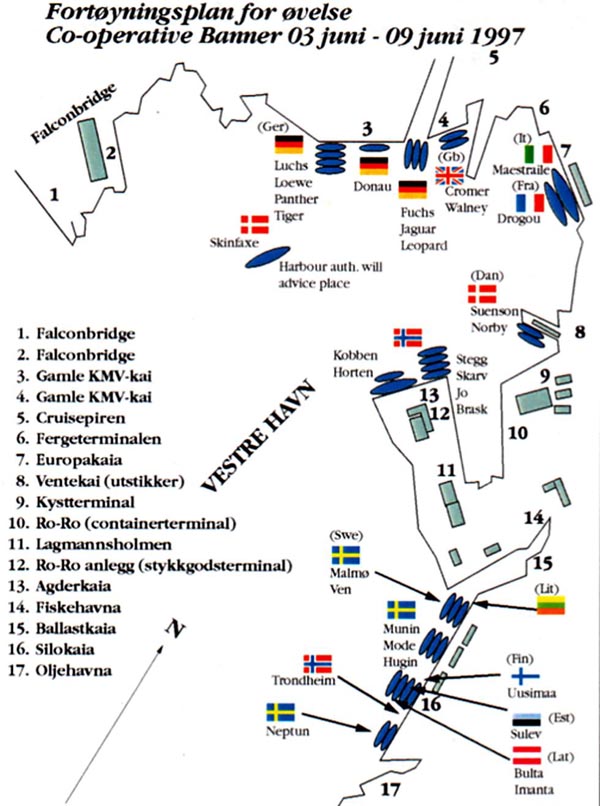 Fortøyningsplan for øvelse
Co-operative Banner 03 juni - 09 juni 1997
5
Falconbridge
2
1
(Ger)
Luchs
Loewe
Panther
Tiger
3
Donau
4
Fuchs
Jaguar
Leopard
(Gb)
Cromer
Walney
6
(It)
Maestraile
7
(Fra)
Drogou
Skinfaxe
Harbour auth. will
advice place
(Dan)
Suenson
Norby
8
1. Falconbridge
2. Falconbridge
3. Gamle KMV-kai
4. Gamle KMV-kai
5. Cruisepiren
6. Fergeterminalen
7. Europakaia
8. Ventekai (utstikker)
9. Kystterminal
10. Ro-Ro (containerterminal)
11. Lagmannsholmen
12. Ro-Ro anlegg (stykkgodsterminal)
13. Agderkaia
14. Fiskehavna
15. Ballastkaia
16. Silokaia
17. Oljehavna
VESTRE HAVN
Kobben
Horten
Stegg
Skarv
Jo
Brask
13
12
9
10
11
14
15
(Swe)
Malmø
Ven
(Lit)
Munin
Mode
Hugin
N
Trondheim
(Fin)
Uusimaa
16
Neptun
(Est)
Sulev
(Lat)
Bulta
Imanta
17